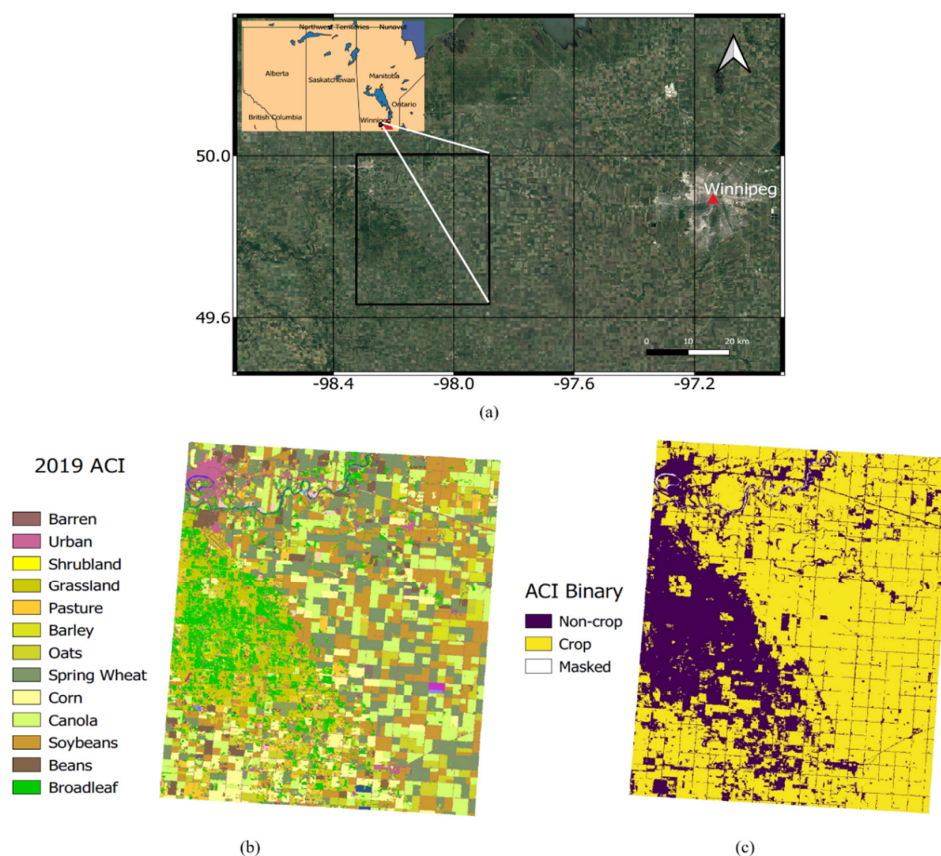 Northwest Territories Nunavut
Alberta
Saskatchewan
Manitoba
Ontario
British Columbia
Winnipeg
50.0
Winnipeg
49.6
0 10 20 km
-98.4 -98.0 -97.6 -97.2
(a)
2019 ACI
Barren
Urban
Shrubland
Grassland
Pasture
Barley
Oats
Spring Wheat
Corn
Canola
Soybeans
Beans
Broadleaf
(b)
ACI Binary
Non-crop
Crop
Masked
(c)